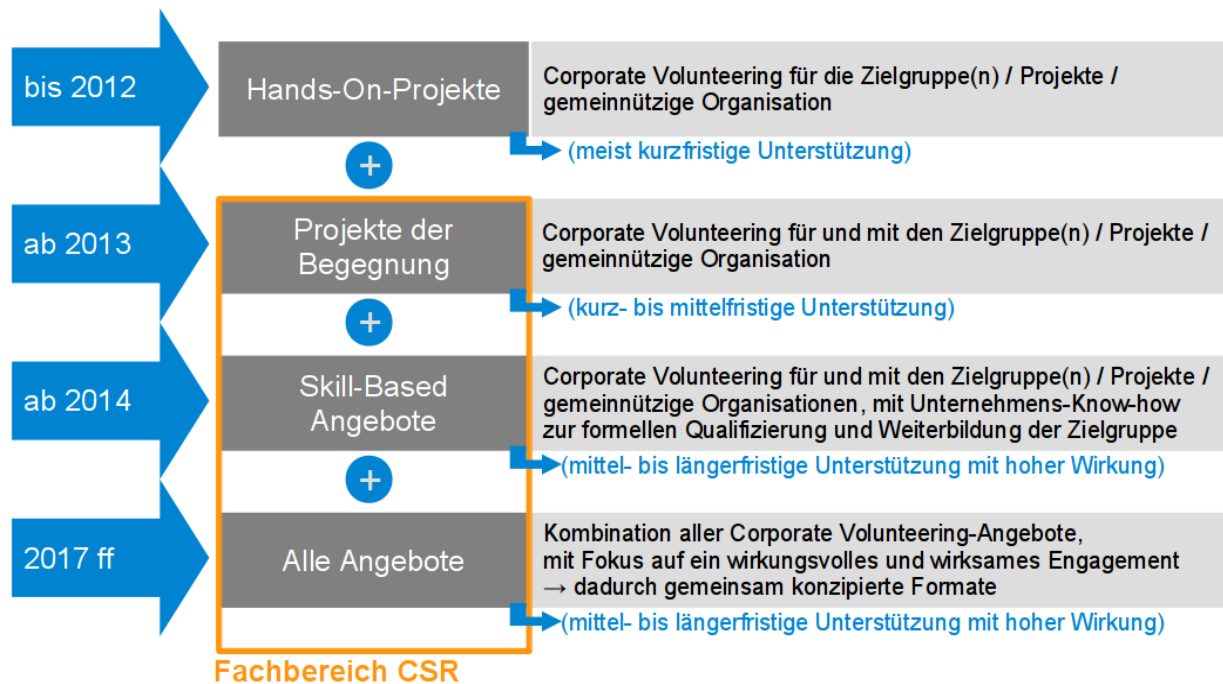 bis 2012
Hands-On-Projekte
Corporate Volunteering für die Zielgruppe(n) / Projekte /
gemeinnützige Organisation
(meist kurzfristige Unterstützung)
+
ab 2013
Projekte der
Begegnung
Corporate Volunteering für und mit den Zielgruppe(n) / Projekte /
gemeinnützige Organisation
(kurz- bis mittelfristige Unterstützung)
+
ab 2014
Skill-Based
Angebote
Corporate Volunteering für und mit den Zielgruppe(n) / Projekte /
gemeinnützige Organisationen, mit Unternehmens-Know-how
zur formellen Qualifizierung und Weiterbildung der Zielgruppe
(mittel- bis längerfristige Unterstützung mit hoher Wirkung)
+
2017 ff
Alle Angebote
Kombination aller Corporate Volunteering-Angebote,
mit Fokus auf ein wirkungsvolles und wirksames Engagement
→ dadurch gemeinsam konzipierte Formate
(mittel- bis längerfristige Unterstützung mit hoher Wirkung)
Fachbereich CSR